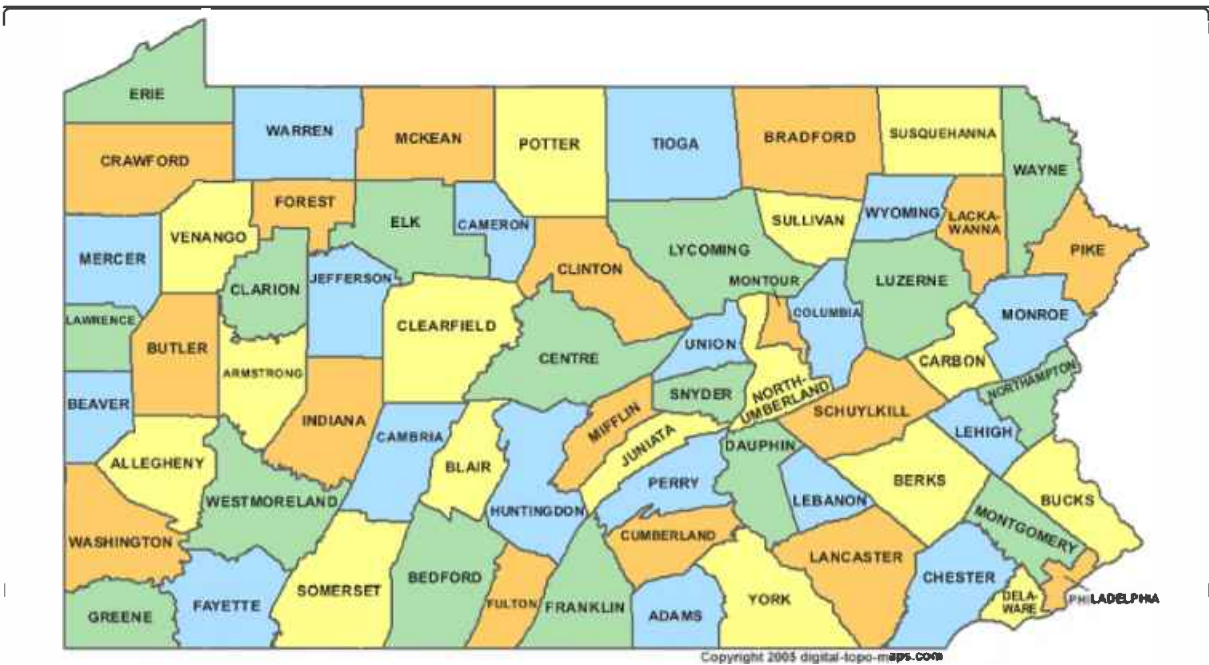 ERIE
WARREN
MCKEAN
POTTER
TIOGA
BRADFORD
SUSQUEHANNA
WAYNE
CRAWFORD
FOREST
VENANGO
ELK
CAMERON
SULLIVAN
WYOMING
LACKA-
WANNA
PIKE
MERCER
CLARION
JEFFERSON
CLINTON
LYCOMING
MONTOUR
COLUMBIA
LUZERNE
MONROE
LAWRENCE
BUTLER
ARMSTRONG
CLEARFIELD
CENTRE
UNION
CARBON
NORTHAMPTON
BEAVER
INDIANA
SNYDER
NORTH-
UMBERLAND
SCHUYLKILL
MIFFLIN
JUNIATA
LEHIGH
ALLEGHENY
CAMBRIA
BLAIR
DAUPHIN
WESTMORELAND
HUNTINGDON
PERRY
LEBANON
BERKS
BUCKS
WASHINGTON
CUMBERLAND
LANCASTER
MONTGOMERY
GREENE
FAYETTE
SOMERSET
BEDFORD
FULTON
FRANKLIN
ADAMS
YORK
CHESTER
DELA-
WARE
PHILADELPHIA
Copyright 2005 digital-topo-maps.com